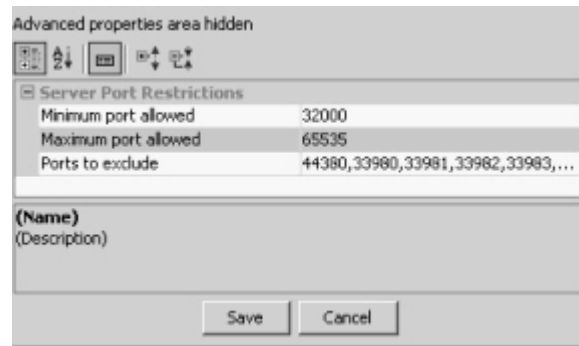 Advanced properties area hidden
Server Port Restrictions
Minimum port allowed 32000
Maximum port allowed 65535
Ports to exclude 44380,33980,33981,33982,33983,...
(Name)
(Description)
Save Cancel